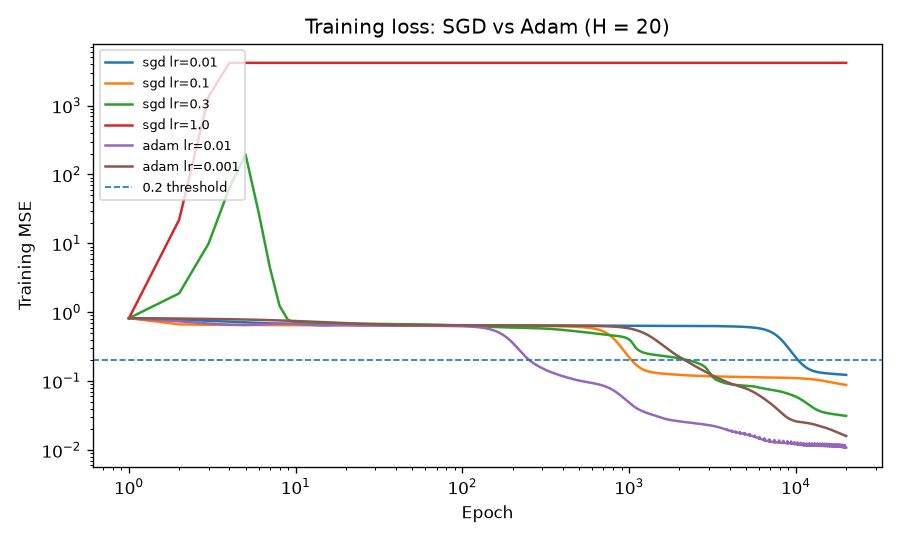 Training loss: SGD vs Adam (H = 20)
sgd lr=0.01
sgd lr=0.1
sgd lr=0.3
sgd lr=1.0
adam lr=0.01
adam lr=0.001
0.2 threshold
Training MSE
10³
10²
10¹
10⁰
10⁻¹
10⁻²
10⁰ 10¹ 10² 10³ 10⁴
Epoch